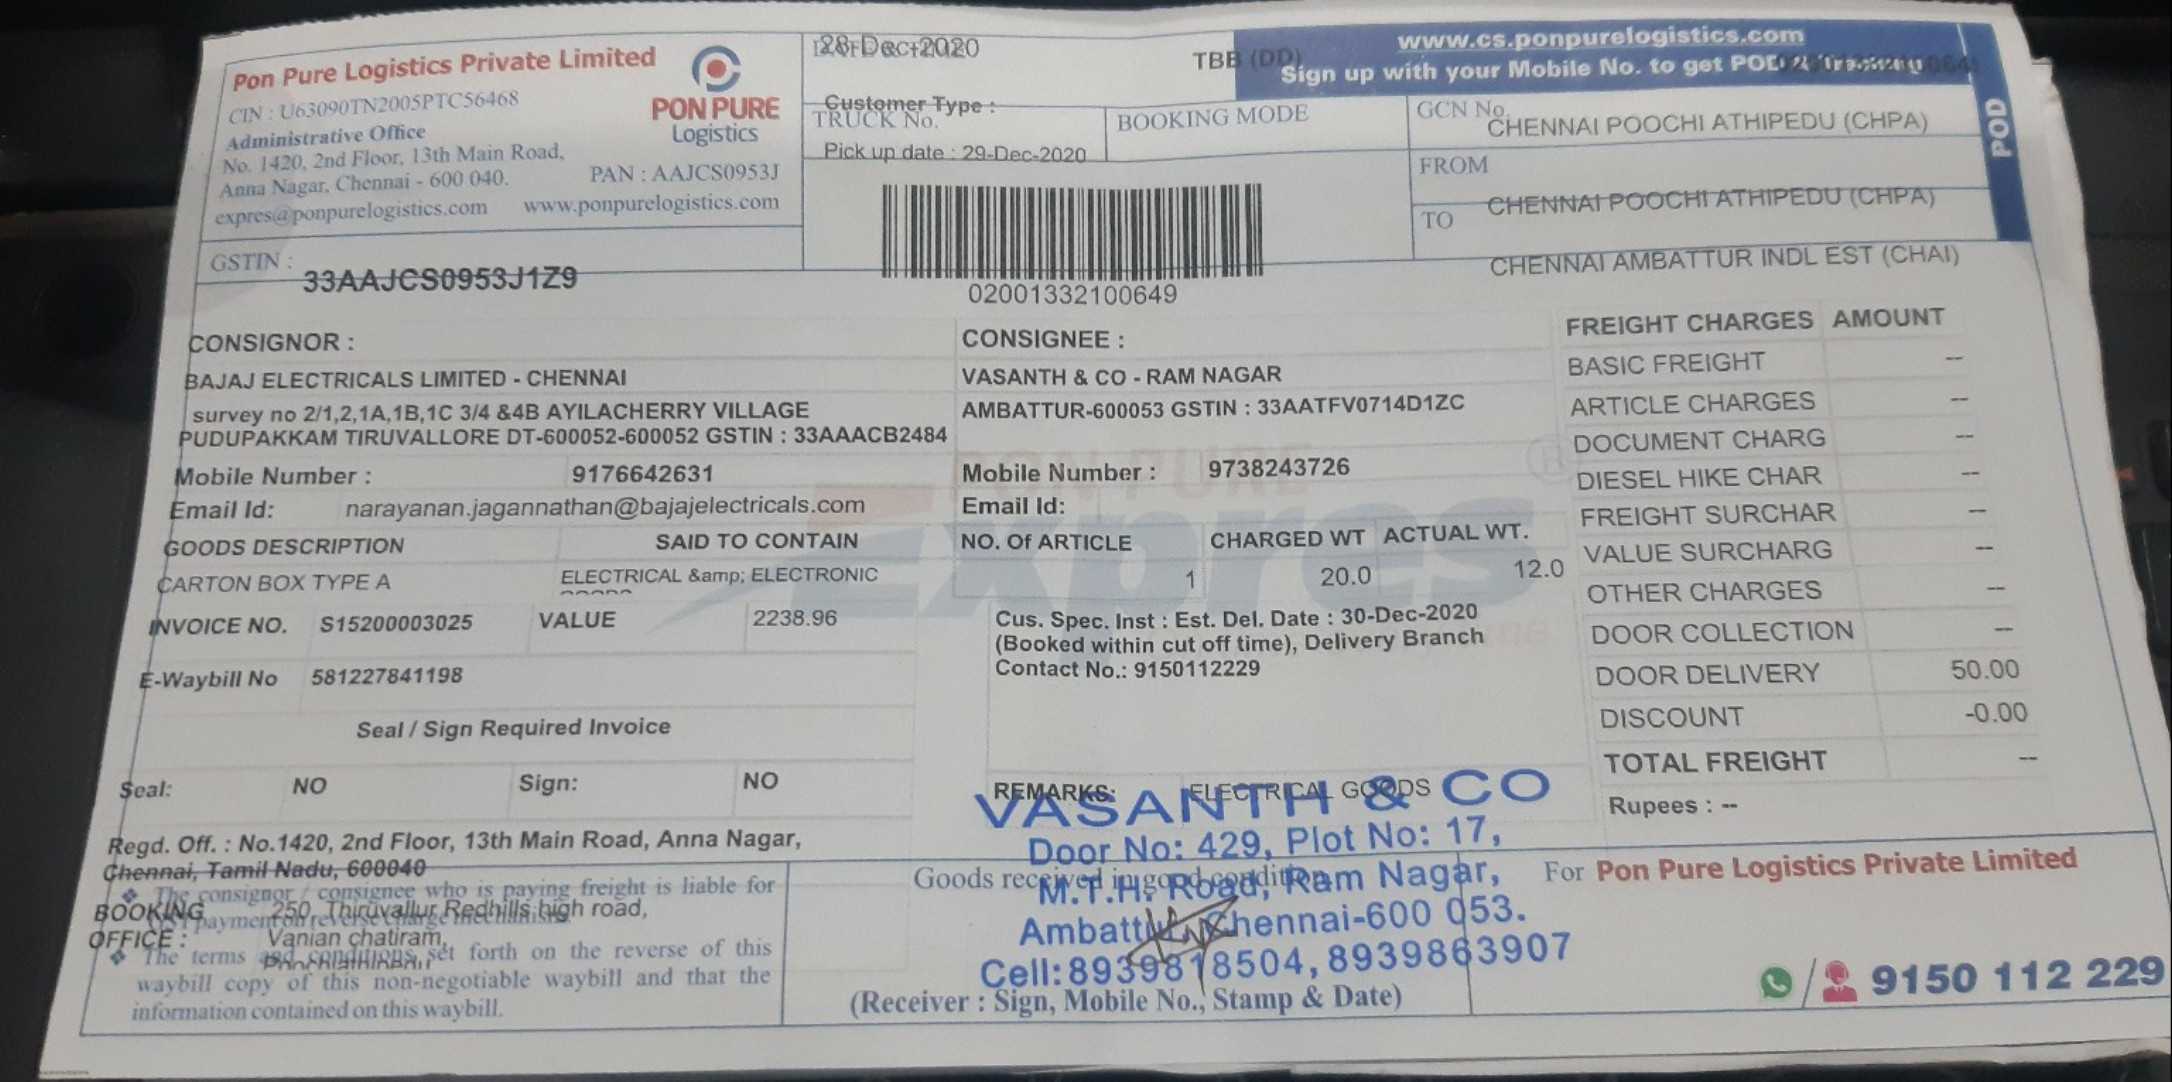 Pon Pure Logistics Private Limited
CIN : U63090TN2005PTC56468
Administrative Office
No. 1420, 2nd Floor, 13th Main Road,
Anna Nagar, Chennai - 600 040.
PAN : AAJCS0953J
expres@ponpurelogistics.com www.ponpurelogistics.com
PON PURE
Logistics
GSTIN : 33AAJCS0953J1Z9
28-Dec-2020
TBB (DD)
www.cs.ponpurelogistics.com
Sign up with your Mobile No. to get POD & Tracking
Customer Type :
TRUCK No.
BOOKING MODE
Pick up date : 29-Dec-2020
GCN No.
CHENNAI POOCHI ATHIPEDU (CHPA)
FROM
CHENNAI POOCHI ATHIPEDU (CHPA)
TO
CHENNAI AMBATTUR INDL EST (CHAI)
POD
02001332100649
CONSIGNOR :
BAJAJ ELECTRICALS LIMITED - CHENNAI
survey no 2/1,2,1A,1B,1C 3/4 &4B AYILACHERRY VILLAGE
PUDUPAKKAM TIRUVALLORE DT-600052-600052 GSTIN : 33AAACB2484
Mobile Number : 9176642631
Email Id: narayanan.jagannathan@bajajelectricals.com
CONSIGNEE :
VASANTH & CO - RAM NAGAR
AMBATTUR-600053 GSTIN : 33AATFV0714D1ZC
Mobile Number : 9738243726
Email Id:
PON PURE
Expres
GOODS DESCRIPTION SAID TO CONTAIN NO. Of ARTICLE CHARGED WT ACTUAL WT.
CARTON BOX TYPE A ELECTRICAL &amp; ELECTRONIC 1 20.0 12.0
INVOICE NO. S15200003025 VALUE 2238.96
E-Waybill No 581227841198
Seal / Sign Required Invoice
Seal: NO Sign: NO
Cus. Spec. Inst : Est. Del. Date : 30-Dec-2020
(Booked within cut off time), Delivery Branch
Contact No.: 9150112229
REMARKS: ELECTRICAL GOODS
FREIGHT CHARGES AMOUNT
BASIC FREIGHT --
ARTICLE CHARGES --
DOCUMENT CHARG --
DIESEL HIKE CHAR --
FREIGHT SURCHAR --
VALUE SURCHARG --
OTHER CHARGES --
DOOR COLLECTION --
DOOR DELIVERY 50.00
DISCOUNT -0.00
TOTAL FREIGHT --
Rupees : --
Regd. Off. : No.1420, 2nd Floor, 13th Main Road, Anna Nagar,
Chennai, Tamil Nadu, 600040
The consignor / consignee who is paying freight is liable for
GST payment on reverse charge mechanism.
BOOKING OFFICE :
250, Thiruvallur Redhills high road,
Vanian chatiram,
The terms and conditions, set forth on the reverse of this
waybill copy of this non-negotiable waybill and that the
information contained on this waybill.
VASANTH & CO
Door No: 429, Plot No: 17,
M.T.H. Road, Ram Nagar,
Ambattur, Chennai-600 053.
Cell: 8939818504, 8939863907
Goods received in good condition
(Receiver : Sign, Mobile No., Stamp & Date)
For Pon Pure Logistics Private Limited
9150 112 229